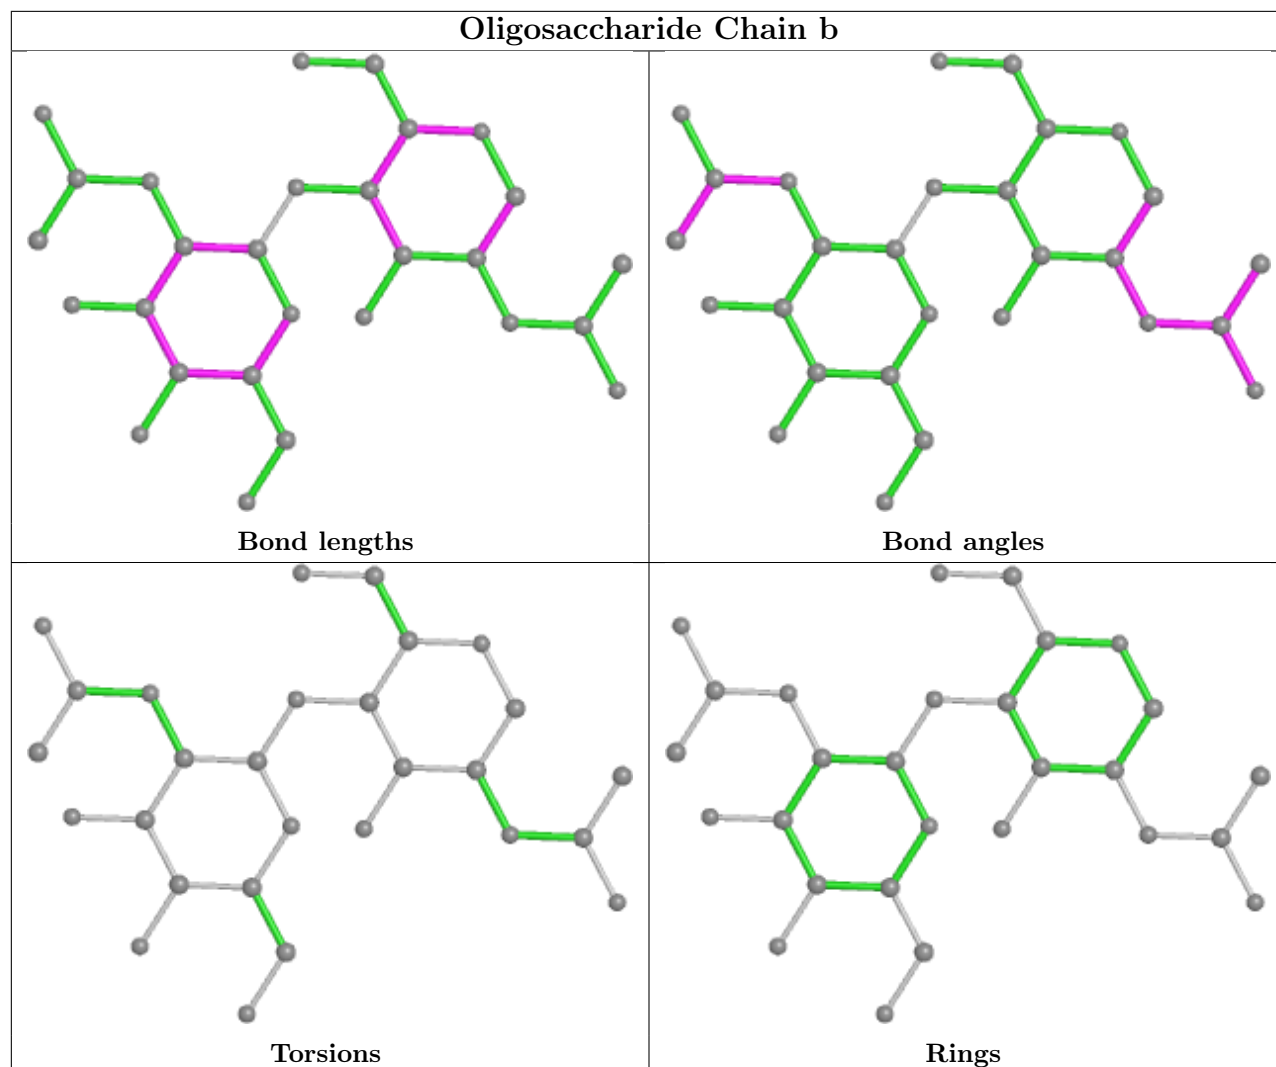 Oligosaccharide Chain b
Bond lengths
Bond angles
Torsions
Rings